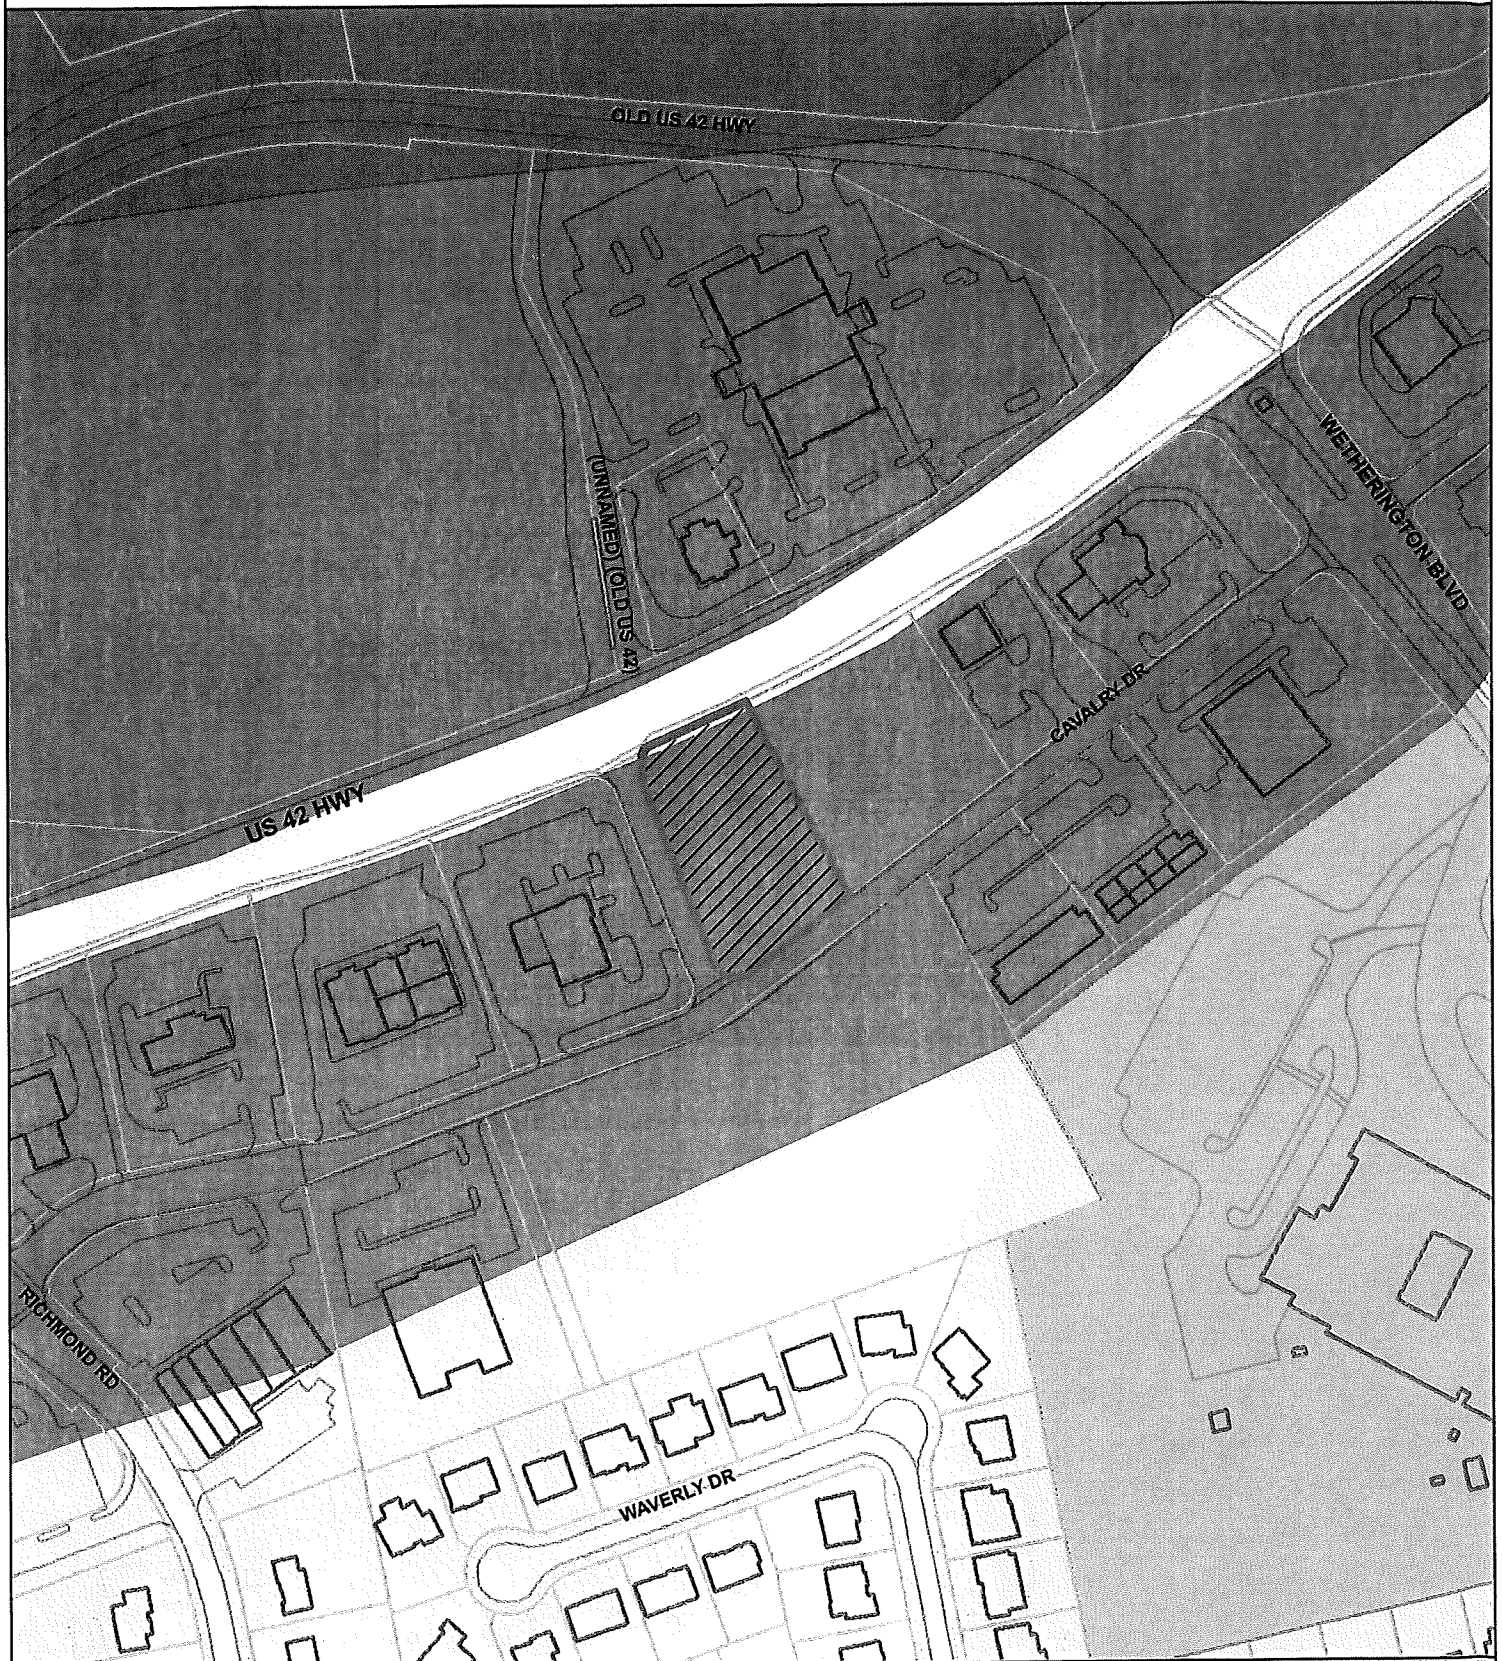 OLD US 42 HWY
WETHERINGTON BLVD
(UNNAMED) (OLD US 42)
CAVALRY DR
US 42 HWY
RICHMOND RD
WAVERLY DR